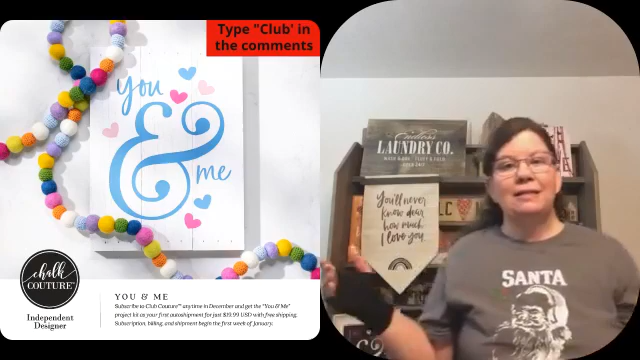 Type "Club' in
the comments
you
&
me
chalk
COUTURE
Independent
Designer
YOU & ME
Subscribe to Club Couture™ anytime in December and get the "You & Me"
project kit as your first autoshipment for just $19.99 USD with free shipping.
Subscription, billing, and shipment begin the first week of January.
Endless
LAUNDRY CO.
WASH & DRY · FLUFF & FOLD
You'll never
know dear
how much
I love you.
SANTA